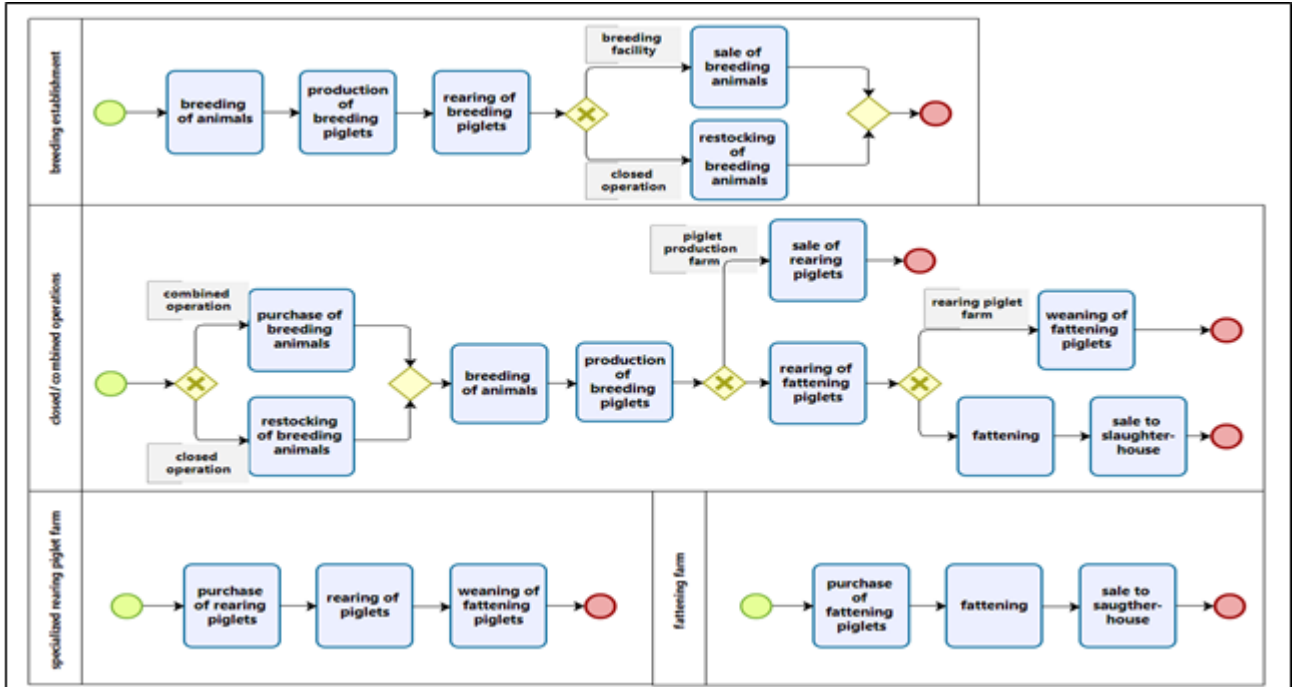 breeding establishment
breeding
of animals
production
of
breeding
piglets
rearing of
breeding
piglets
breeding
facility
sale of
breeding
animals
closed
operation
restocking
of
breeding
animals
closed/ combined operations
combined
operation
purchase of
breeding
animals
closed
operation
restocking
of breeding
animals
breeding
of animals
production
of
breeding
piglets
piglet
production
farm
sale of
rearing
piglets
rearing of
fattening
piglets
rearing piglet
farm
weaning of
fattening
piglets
fattening
sale to
slaughter-
house
specialized rearing piglet farm
purchase
of rearing
piglets
rearing of
piglets
weaning of
fattening
piglets
fattening farm
purchase
of
fattening
piglets
fattening
sale to
saugther-
house